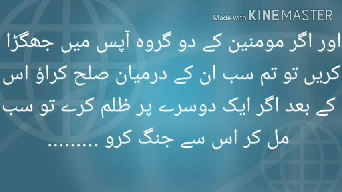 Made with KINEMASTER
اور اگر مومنین کے دو گروہ آپس میں جھگڑا
کریں تو تم سب ان کے درمیان صلح کراؤ اس
کے بعد اگر ایک دوسرے پر ظلم کرے تو سب
مل کر اس سے جنگ کرو .........